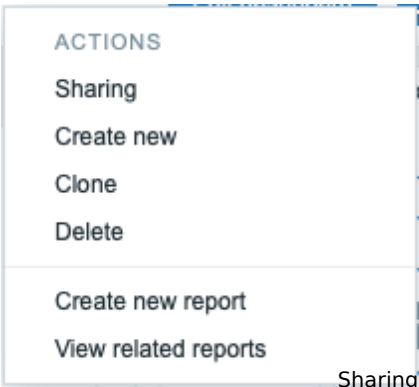 ACTIONS
Sharing
Create new
Clone
Delete
Create new report
View related reports
Sharing